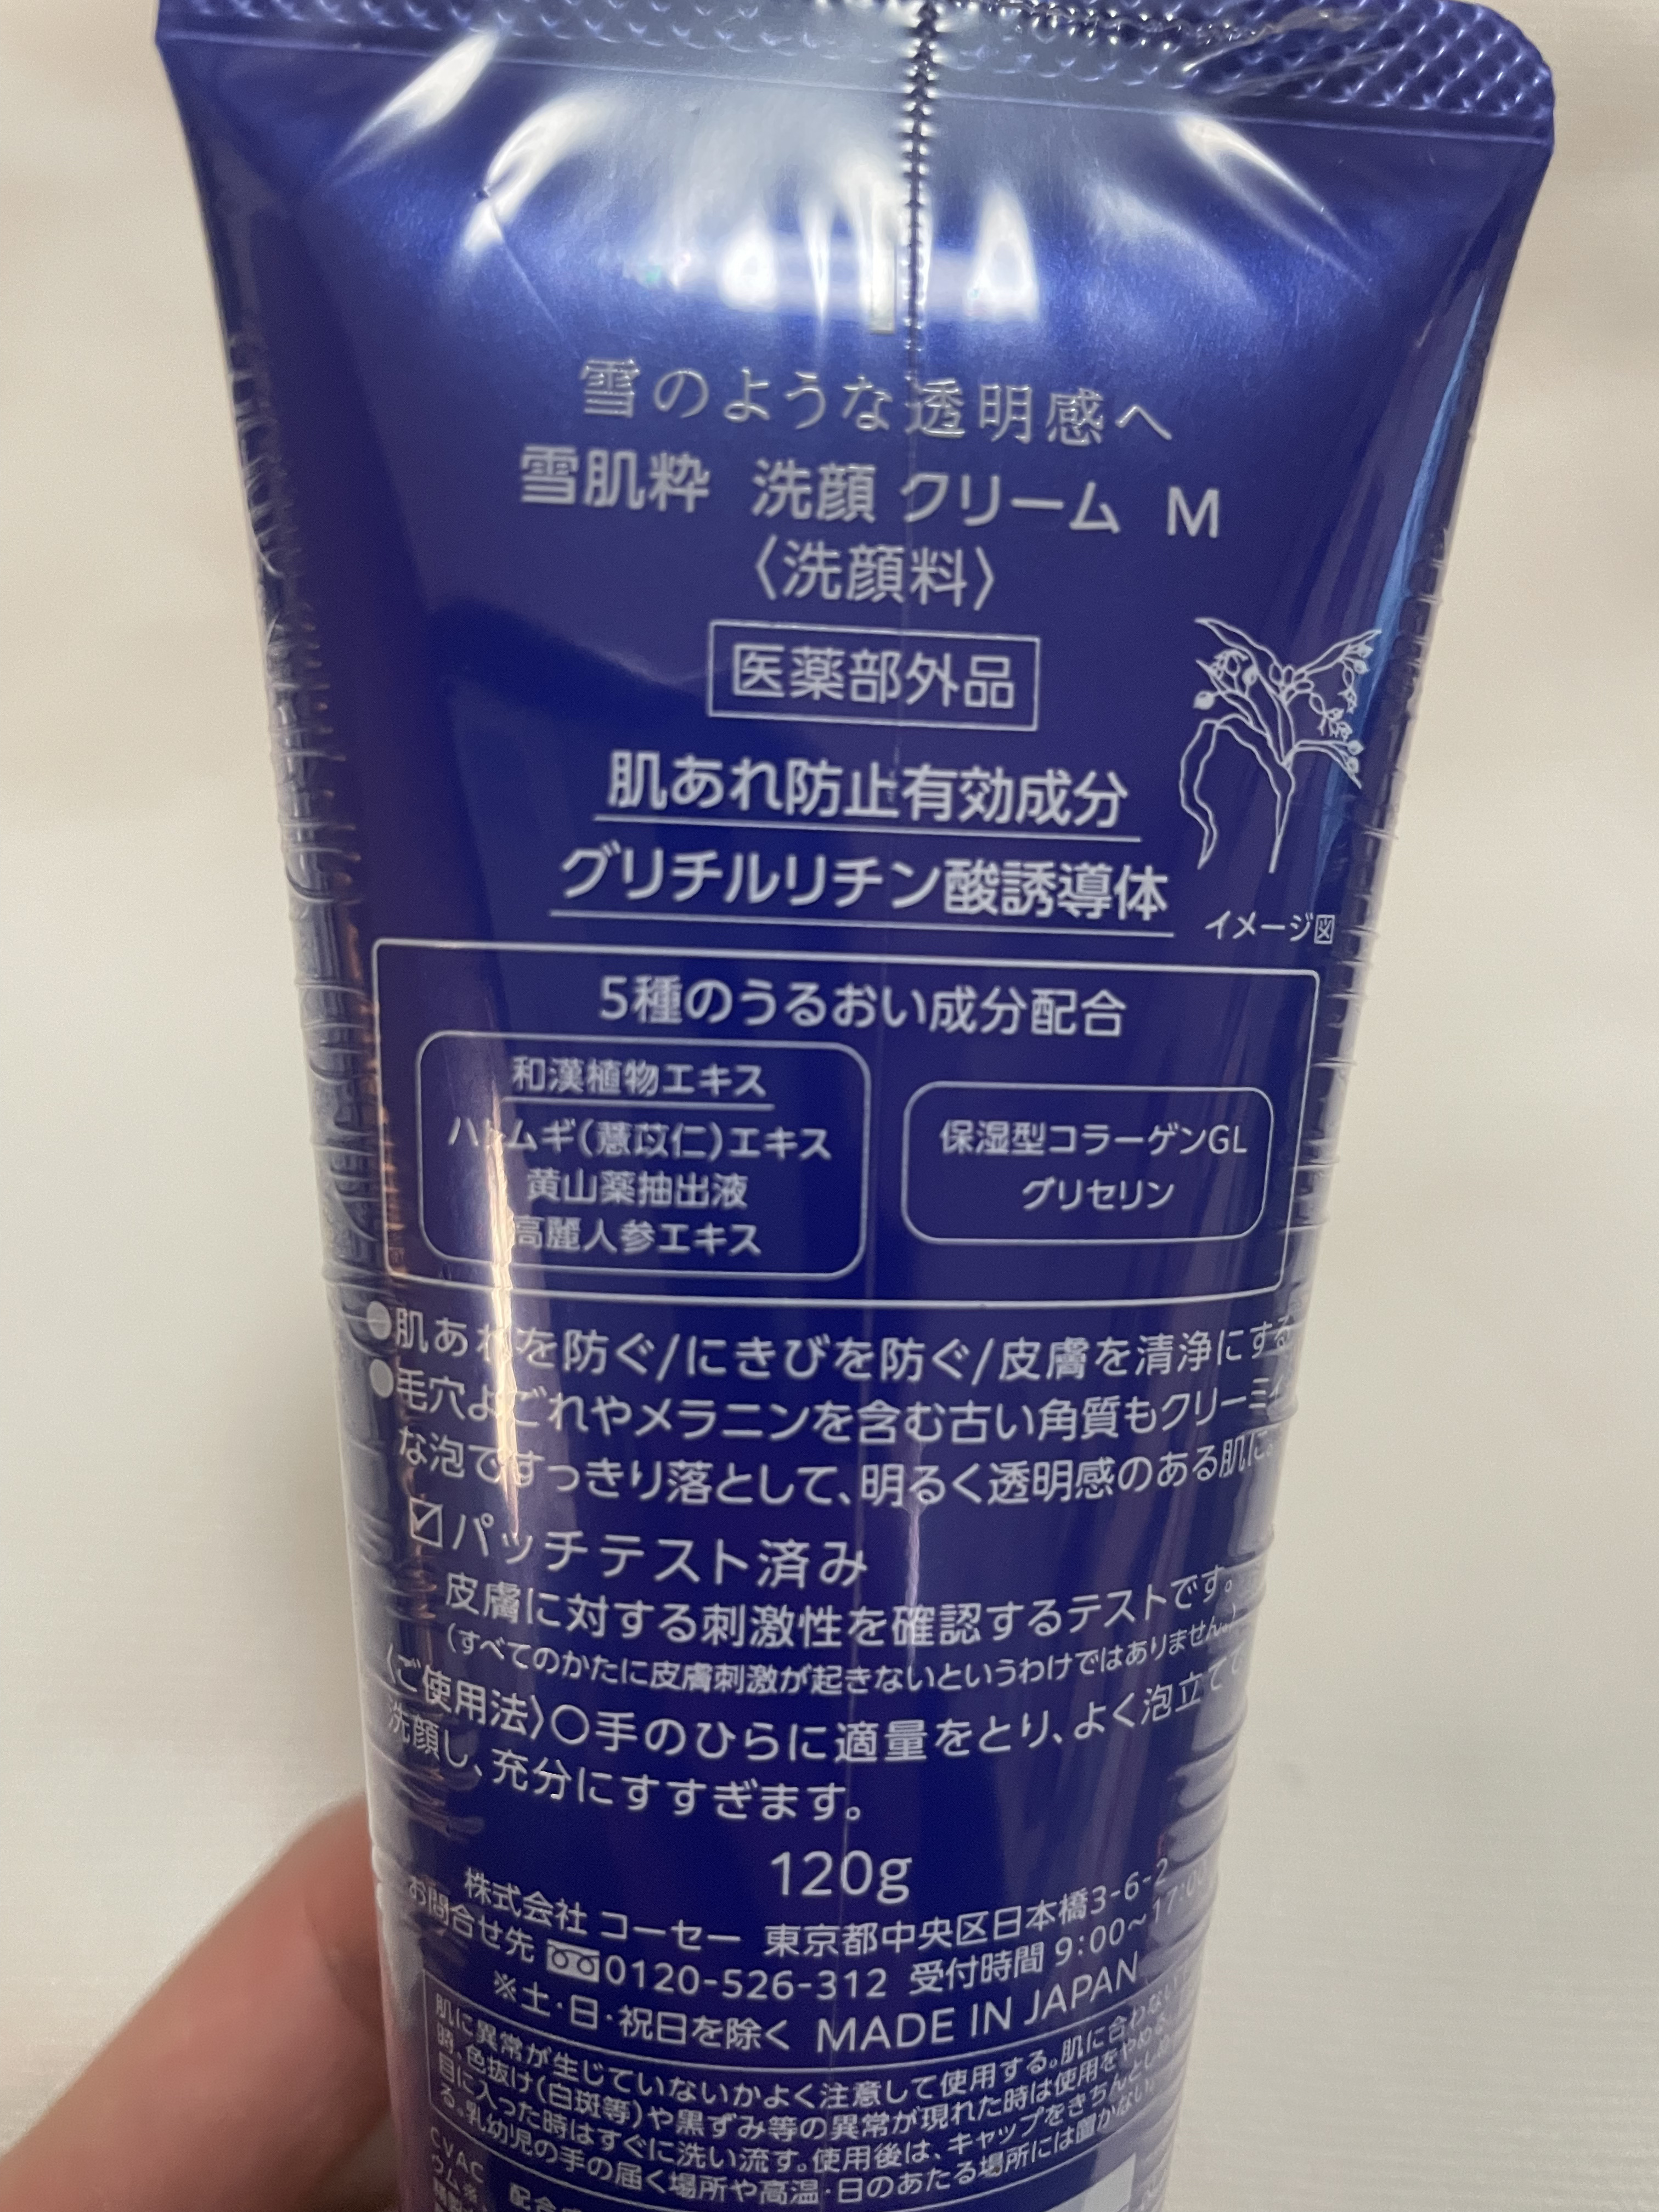 雪のような透明感へ
雪肌粋 洗顔 クリーム M
〈洗顔料〉
医薬部外品
肌あれ防止有効成分
グリチルリチン酸誘導体
イメージ図
5種のうるおい成分配合
和漢植物エキス
ハトムギ(薏苡仁)エキス
黄山薬抽出液
高麗人参エキス
保湿型コラーゲンGL
グリセリン
●肌あれを防ぐ/にきびを防ぐ/皮膚を清浄にする
●毛穴よごれやメラニンを含む古い角質もクリーミィ
な泡ですっきり落として、明るく透明感のある肌に。
☑パッチテスト済み
皮膚に対する刺激性を確認するテストです。
(すべてのかたに皮膚刺激が起きないというわけではありません。)
〈ご使用法〉○手のひらに適量をとり、よく泡立てて
洗顔し、充分にすすぎます。
120g
株式会社 コーセー 東京都中央区日本橋3-6-2
お問合せ先 0120-526-312 受付時間 9:00~17:00
※土・日・祝日を除く MADE IN JAPAN
肌に異常が生じていないかよく注意して使用する。肌に合わない
時、色抜け(白斑等)や黒ずみ等の異常が現れた時は使用をやめる。
目に入った時はすぐに洗い流す。使用後は、キャップをきちんとしめ
る。乳幼児の手の届く場所や高温・日のあたる場所には置かない。
CVAC
ウム※
配合